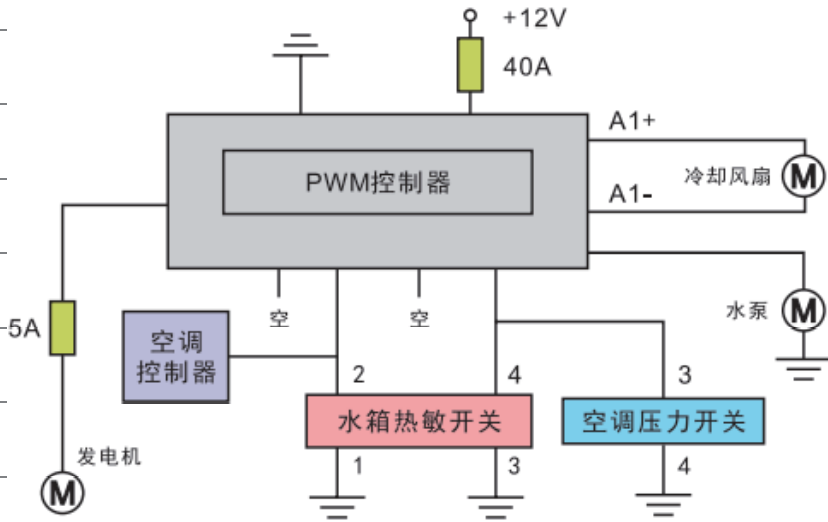 +12V
40A
A1+
PWM控制器
冷却风扇
M
A1-
空
空
水泵
M
5A
空调
控制器
2
4
3
水箱热敏开关
空调压力开关
发电机
1
3
4
M